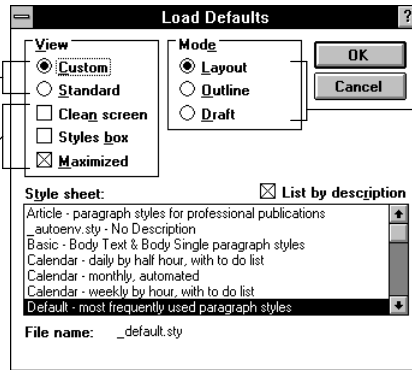 Load Defaults
?
View
Custom
Standard
Clean screen
Styles box
Maximized
Mode
Layout
Outline
Draft
OK
Cancel
Style sheet:
List by description
Article - paragraph styles for professional publications
_autoenv.sty - No Description
Basic - Body Text & Body Single paragraph styles
Calendar - daily by half hour, with to do list
Calendar - monthly, automated
Calendar - weekly by hour, with to do list
Default - most frequently used paragraph styles
File name: _default.sty